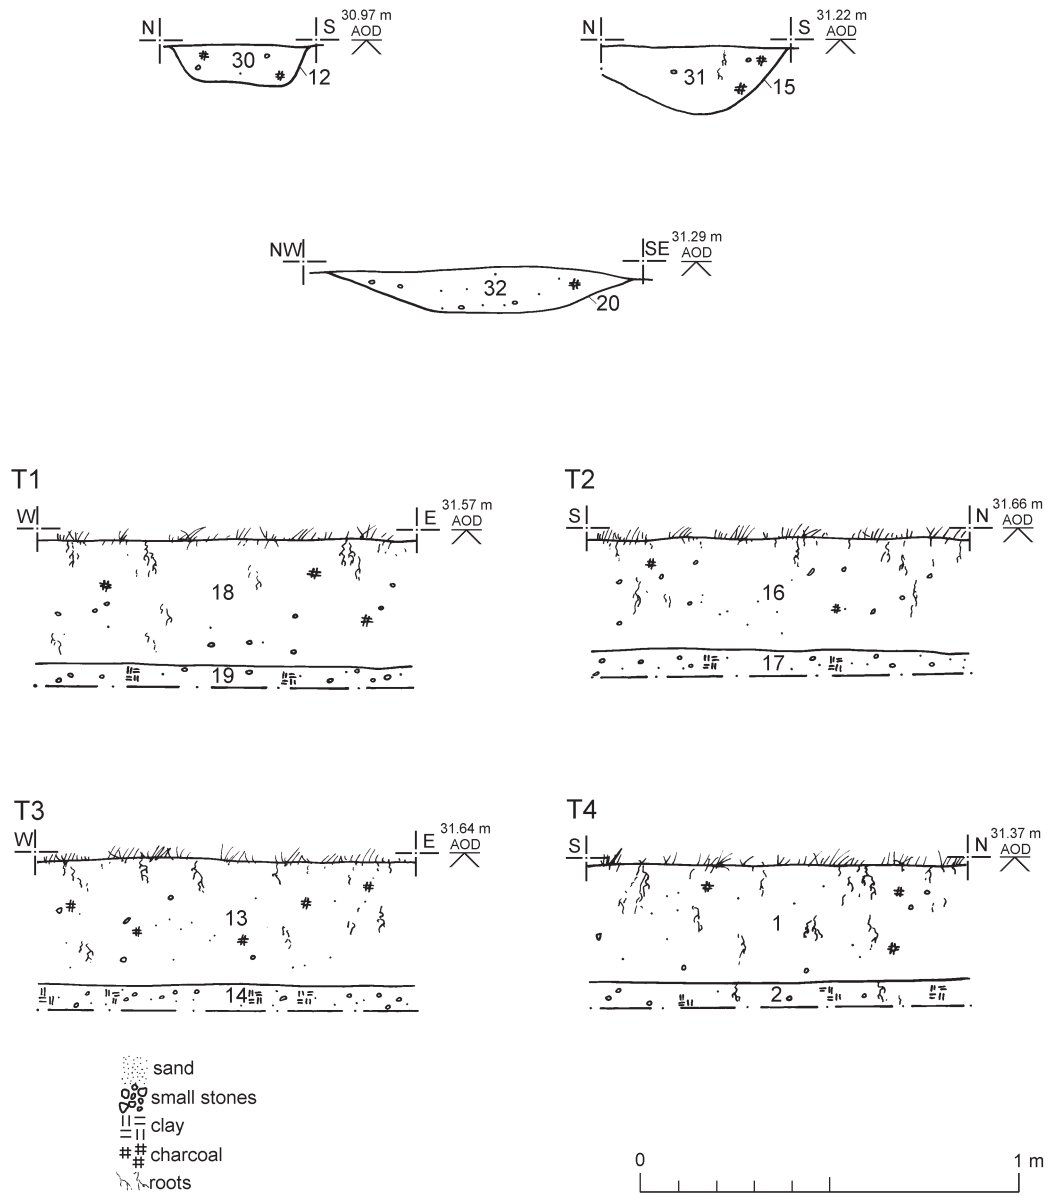 N S 30.97 m AOD
30
12
N S 31.22 m AOD
31
15
NW SE 31.29 m AOD
32
20
T1
W E 31.57 m AOD
18
19
T2
S N 31.66 m AOD
16
17
T3
W E 31.64 m AOD
13
14
T4
S N 31.37 m AOD
1
2
sand
small stones
clay
charcoal
roots
0 1 m